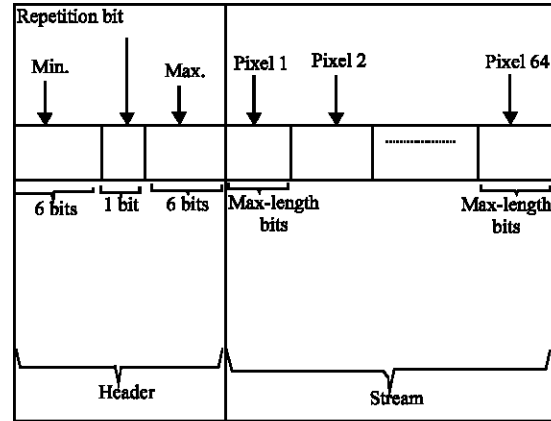 Repetition bit
Min.
Max.
Pixel 1
Pixel 2
Pixel 64
6 bits
1 bit
6 bits
Max-length
bits
Max-length
bits
Header
Stream